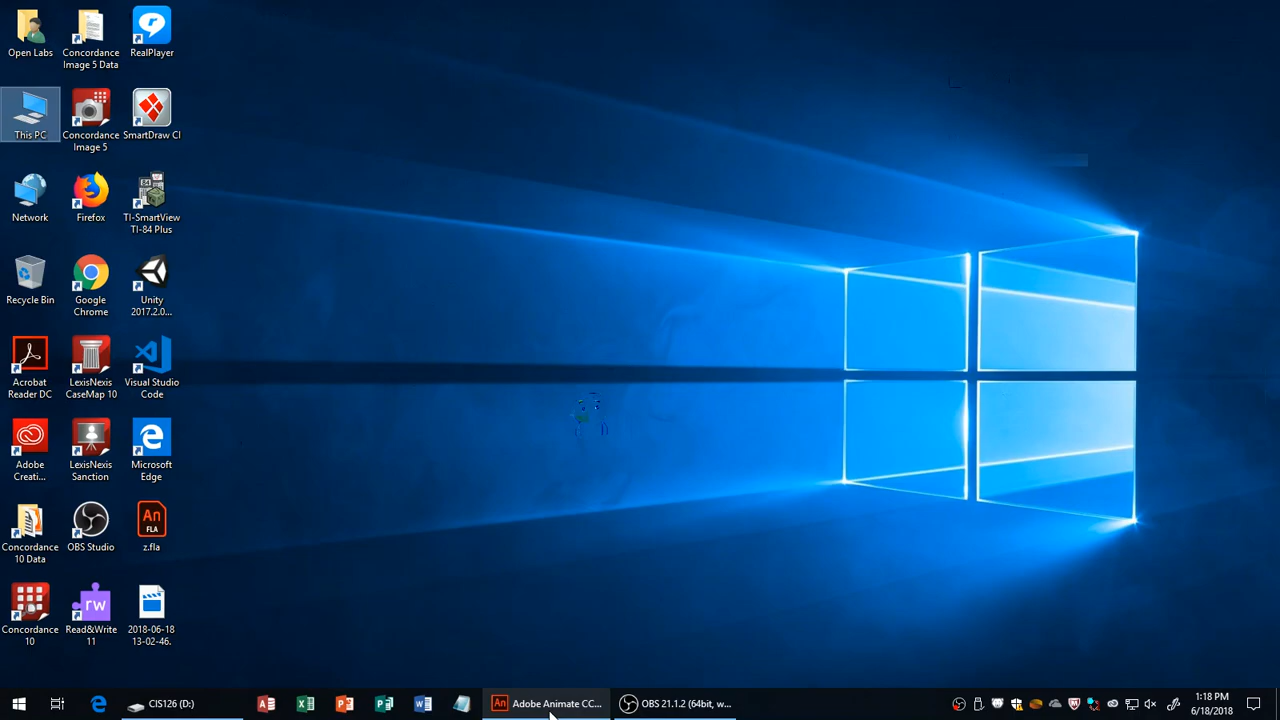 Open Labs
Concordance
Image 5 Data
RealPlayer
This PC
Concordance
Image 5
SmartDraw CI
Network
Firefox
TI-SmartView
TI-84 Plus
Recycle Bin
Google
Chrome
Unity
2017.2.0...
Acrobat
Reader DC
LexisNexis
CaseMap 10
Visual Studio
Code
Adobe
Creati...
LexisNexis
Sanction
Microsoft
Edge
An
FLA
Concordance
10 Data
OBS Studio
z.fla
rw
Concordance
10
Read&Write
11
2018-06-18
13-02-46.
CIS126 (D:)
An
Adobe Animate CC...
OBS 21.1.2 (64bit, w...
1:18 PM
6/18/2018